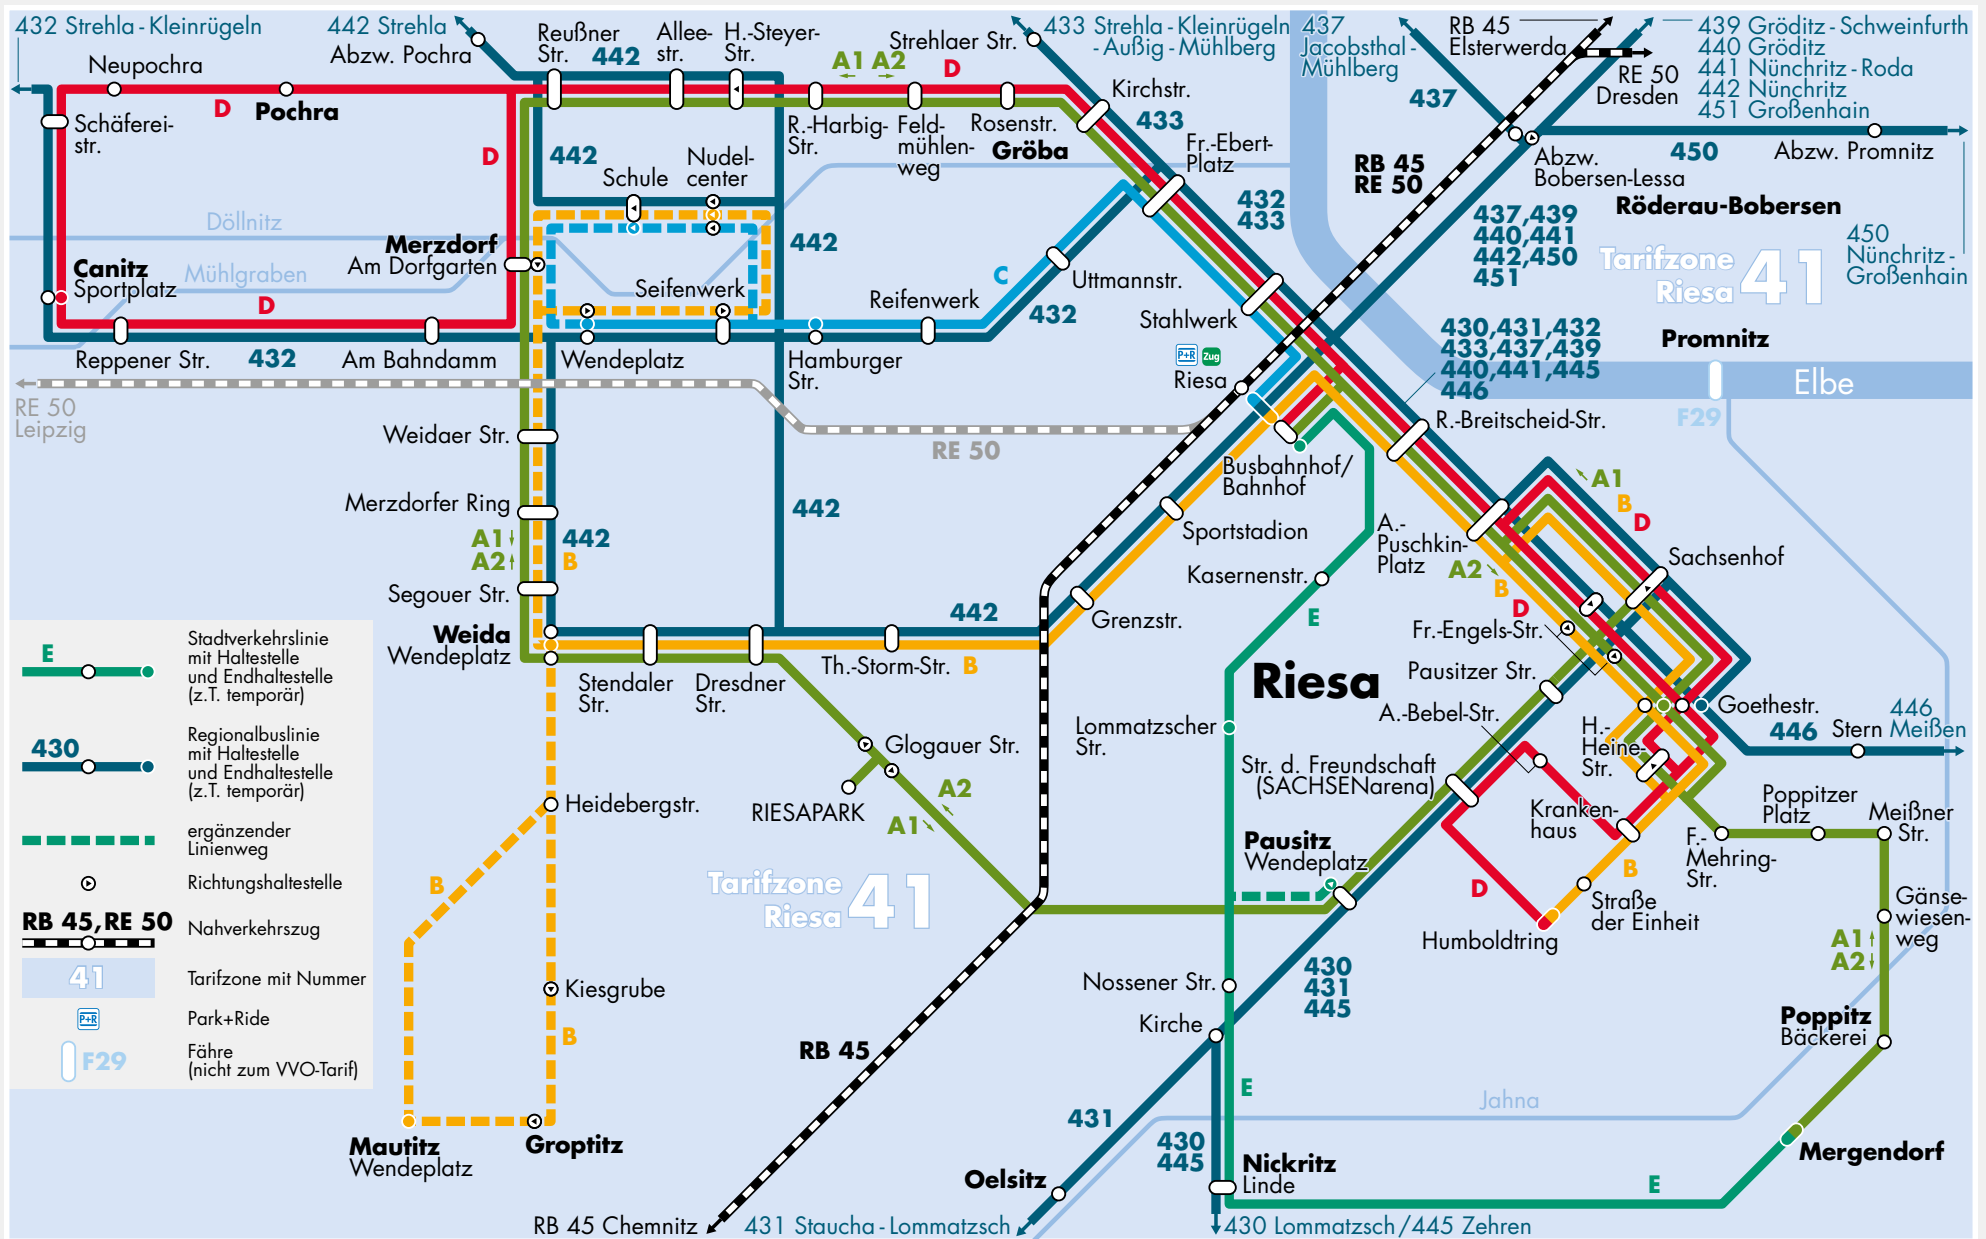 432 Strehla - Kleinrügeln
442 Strehla
Abzw. Pochra
Reußner
Str.
442
Allee-
str.
H.-Steyer-
Str.
A1 A2
Strehlaer Str.
D
433 Strehla - Kleinrügeln
- Außig - Mühlberg
437
Jacobsthal -
Mühlberg
RB 45
Elsterwerda
RE 50
Dresden
439 Gröditz - Schweinfurth
440 Gröditz
441 Nünchritz - Roda
442 Nünchritz
451 Großenhain
Neupochra
D
Pochra
Schäferei-
str.
D
442
Schule
Nudel-
center
R.-Harbig-
Str.
Feld-
mühlen-
weg
Rosenstr.
Gröba
Kirchstr.
433
Fr.-Ebert-
Platz
432
433
437
RB 45
RE 50
Abzw.
Bobersen-Lessa
450
Abzw. Promnitz
Röderau-Bobersen
437,439
440,441
442,450
451
Tarifzone
Riesa
41
450
Nünchritz -
Großenhain
Döllnitz
Mühlgraben
Merzdorf
Am Dorfgarten
442
Canitz
Sportplatz
D
Seifenwerk
Reifenwerk
C
Uttmannstr.
432
Stahlwerk
Reppener Str.
432
Am Bahndamm
Wendeplatz
Hamburger
Str.
P+R
Zug
Riesa
430,431,432
433,437,439
440,441,445
446
Promnitz
Elbe
F29
RE 50
Leipzig
RE 50
Weidaer Str.
Merzdorfer Ring
A1
A2
442
B
442
Segouer Str.
Busbahnhof/
Bahnhof
Sportstadion
R.-Breitscheid-Str.
A.-
Puschkin-
Platz
A1
B
D
Sachsenhof
A2
B
D
Kasernenstr.
E
Grenzstr.
442
Weida
Wendeplatz
Stendaler
Str.
Dresdner
Str.
Th.-Storm-Str.
B
Fr.-Engels-Str.
Riesa
Pausitzer Str.
A.-Bebel-Str.
Goethestr.
446
Stern
446
Meißen
Lommatzscher
Str.
Glogauer Str.
RIESAPARK
A2
A1
Str. d. Freundschaft
(SACHSENarena)
H.-
Heine-
Str.
Kranken-
haus
Poppitzer
Platz
Meißner
Str.
F.-
Mehring-
Str.
Heidebergstr.
Pausitz
Wendeplatz
B
D
B
Straße
der Einheit
Humboldtring
Gänse-
wiesen-
weg
A1
A2
Tarifzone
Riesa
41
Kiesgrube
B
Nossener Str.
430
431
445
Kirche
Poppitz
Bäckerei
RB 45
E
Jahna
431
430
445
Mautitz
Wendeplatz
Groptitz
Oelsitz
Nickritz
Linde
E
Mergendorf
RB 45 Chemnitz
431 Staucha - Lommatzsch
430 Lommatzsch/445 Zehren
E
Stadtverkehrslinie
mit Haltestelle
und Endhaltestelle
(z.T. temporär)
430
Regionalbuslinie
mit Haltestelle
und Endhaltestelle
(z.T. temporär)
ergänzender
Linienweg
Richtungshaltestelle
RB 45,RE 50
Nahverkehrszug
41
Tarifzone mit Nummer
P+R
Park+Ride
F29
Fähre
(nicht zum VVO-Tarif)